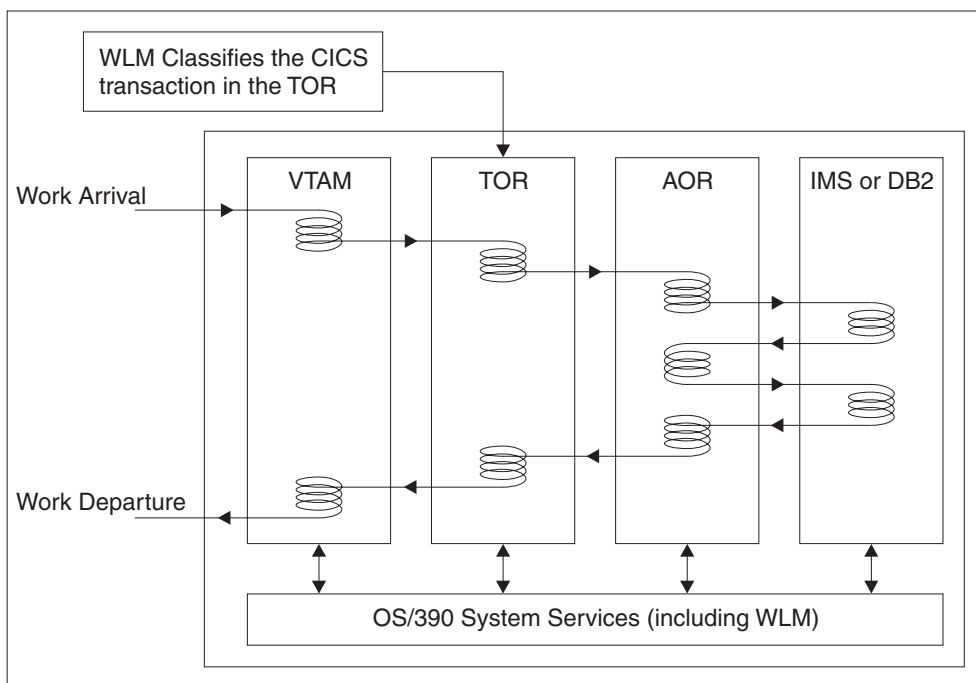 WLM Classifies the CICS
transaction in the TOR
VTAM
TOR
AOR
IMS or DB2
Work Arrival
Work Departure
OS/390 System Services (including WLM)